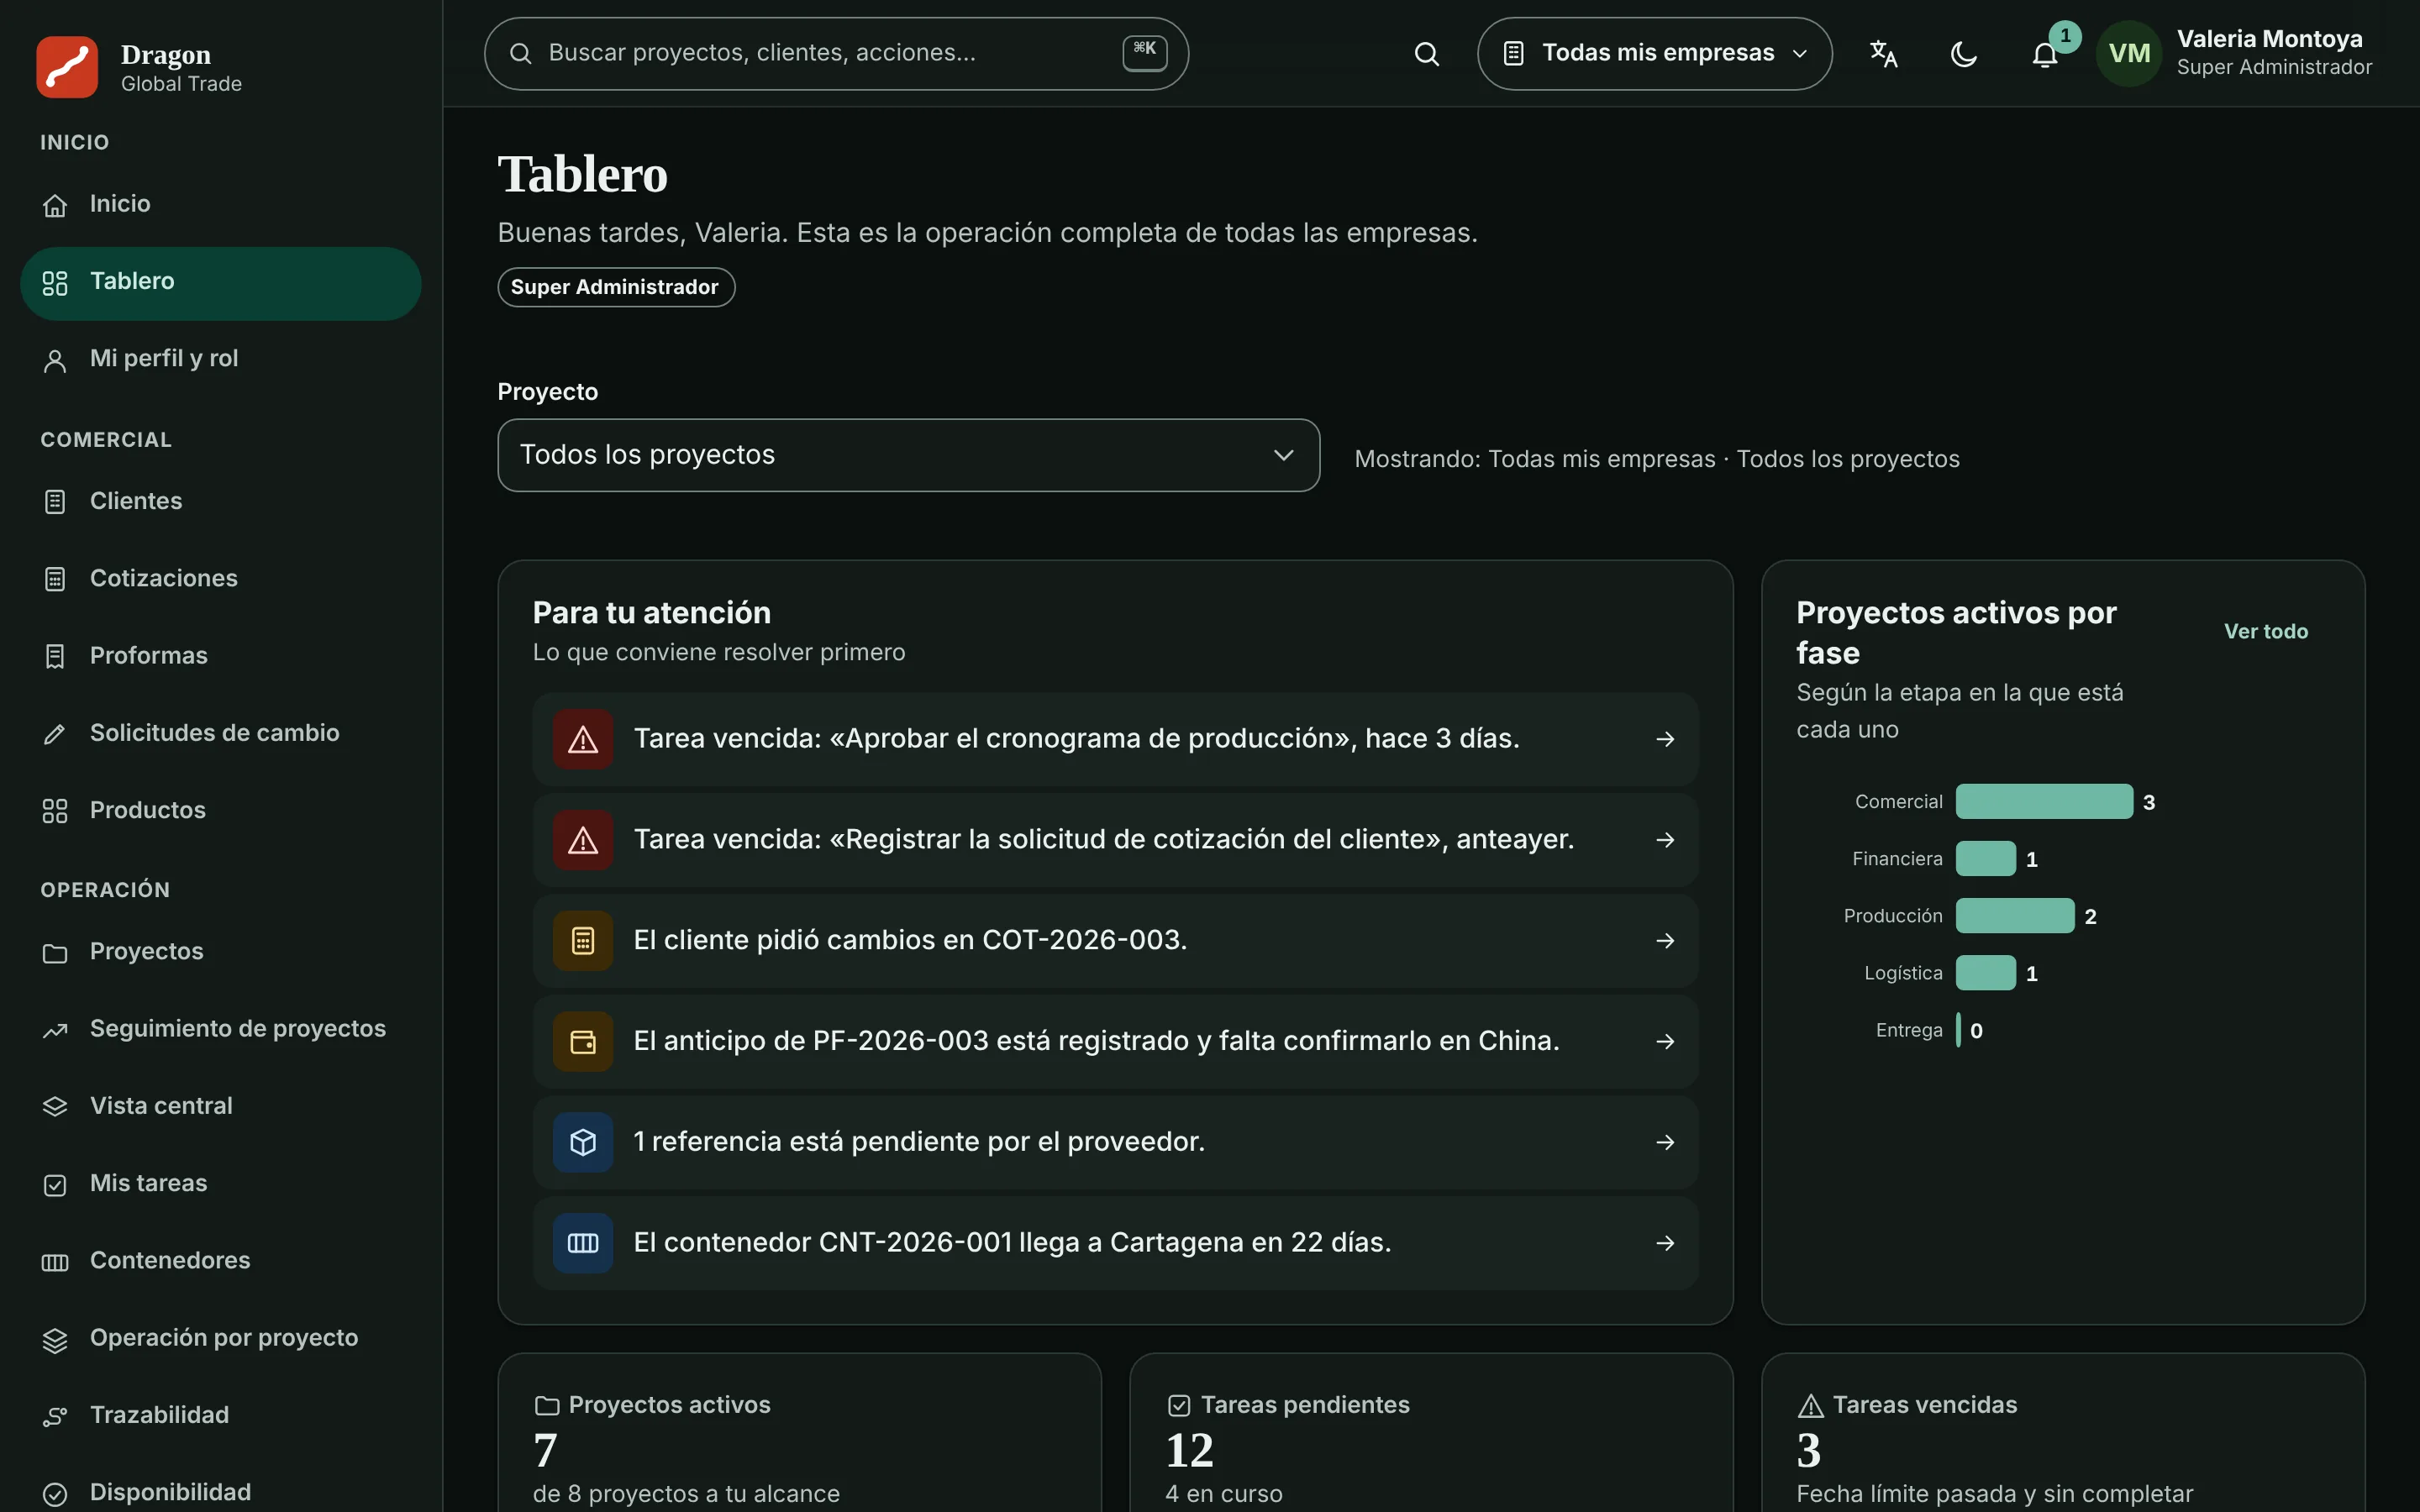 Dragon
Global Trade
INICIO
Inicio
Tablero
Mi perfil y rol
COMERCIAL
Clientes
Cotizaciones
Proformas
Solicitudes de cambio
Productos
OPERACIÓN
Proyectos
Seguimiento de proyectos
Vista central
Mis tareas
Contenedores
Operación por proyecto
Trazabilidad
Disponibilidad
Buscar proyectos, clientes, acciones...
⌘K
Todas mis empresas
1
VM
Valeria Montoya
Super Administrador
Tablero
Buenas tardes, Valeria. Esta es la operación completa de todas las empresas.
Super Administrador
Proyecto
Todos los proyectos
Mostrando: Todas mis empresas · Todos los proyectos
Para tu atención
Lo que conviene resolver primero
Tarea vencida: «Aprobar el cronograma de producción», hace 3 días.
Tarea vencida: «Registrar la solicitud de cotización del cliente», anteayer.
El cliente pidió cambios en COT-2026-003.
El anticipo de PF-2026-003 está registrado y falta confirmarlo en China.
1 referencia está pendiente por el proveedor.
El contenedor CNT-2026-001 llega a Cartagena en 22 días.
Proyectos activos por
fase
Ver todo
Según la etapa en la que está
cada uno
Comercial 3
Financiera 1
Producción 2
Logística 1
Entrega 0
Proyectos activos
7
de 8 proyectos a tu alcance
Tareas pendientes
12
4 en curso
Tareas vencidas
3
Fecha límite pasada y sin completar